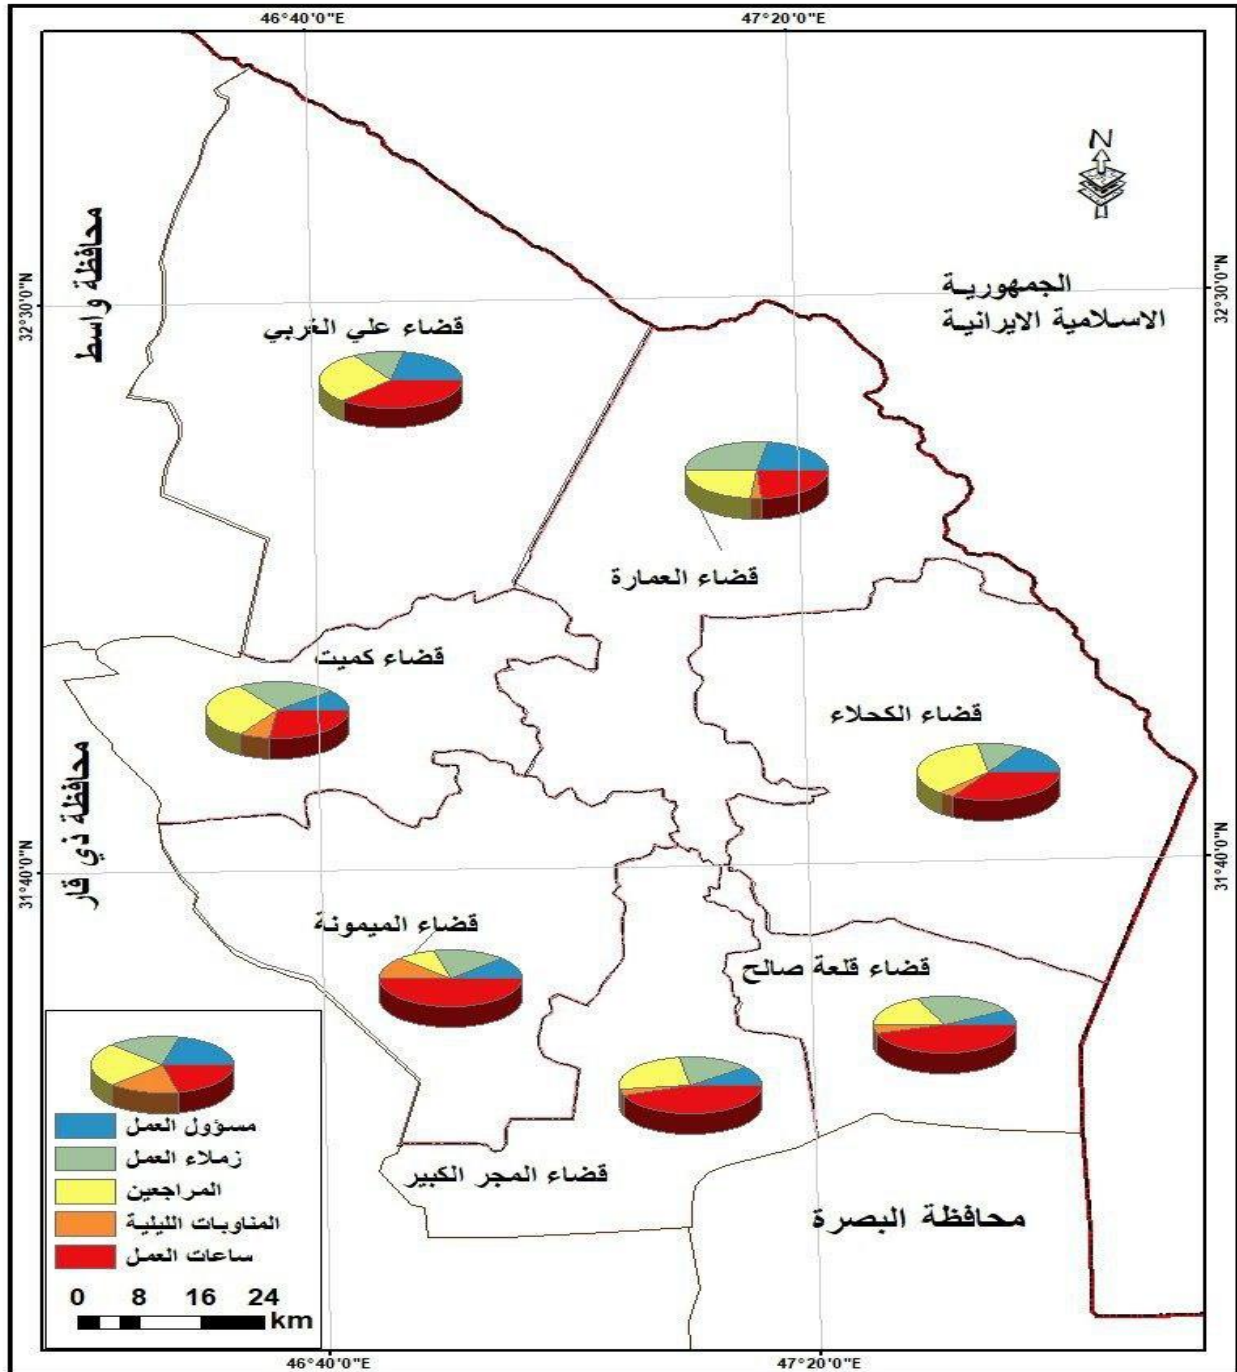 46°40'0"E
47°20'0"E
N
محافظة واسط
32°30'0"N
32°30'0"N
الجمهورية
الاسلامية الايرانية
قضاء علي الغربي
قضاء العمارة
قضاء كميت
قضاء الكحلاء
محافظة ذي قار
31°40'0"N
31°40'0"N
قضاء الميمونة
قضاء قلعة صالح
قضاء المجر الكبير
محافظة البصرة
مسؤول العمل
زملاء العمل
المراجعين
المناوبات الليلية
ساعات العمل
0 8 16 24
km
46°40'0"E
47°20'0"E